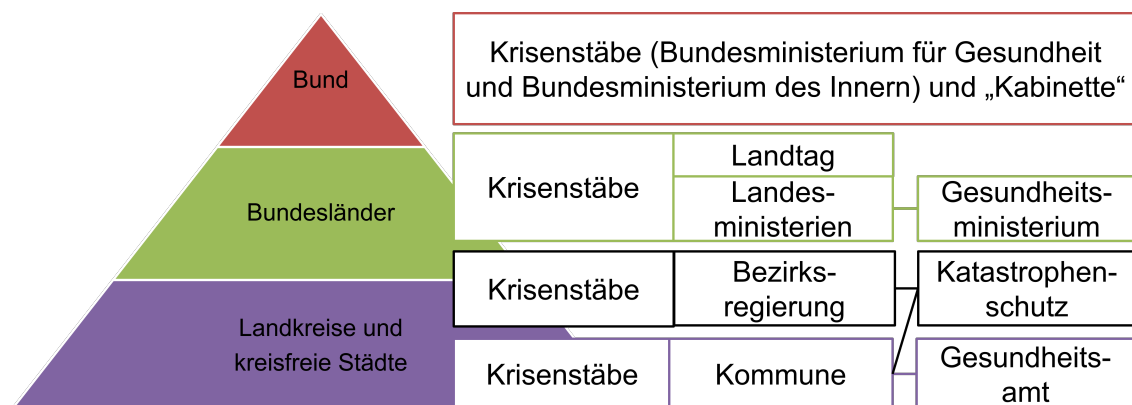 Bund
Krisenstäbe (Bundesministerium für Gesundheit
und Bundesministerium des Innern) und „Kabinette“
Bundesländer
Krisenstäbe
Landtag
Landes-
ministerien
Gesundheits-
ministerium
Krisenstäbe
Bezirks-
regierung
Katastrophen-
schutz
Landkreise und
kreisfreie Städte
Krisenstäbe
Kommune
Gesundheits-
amt